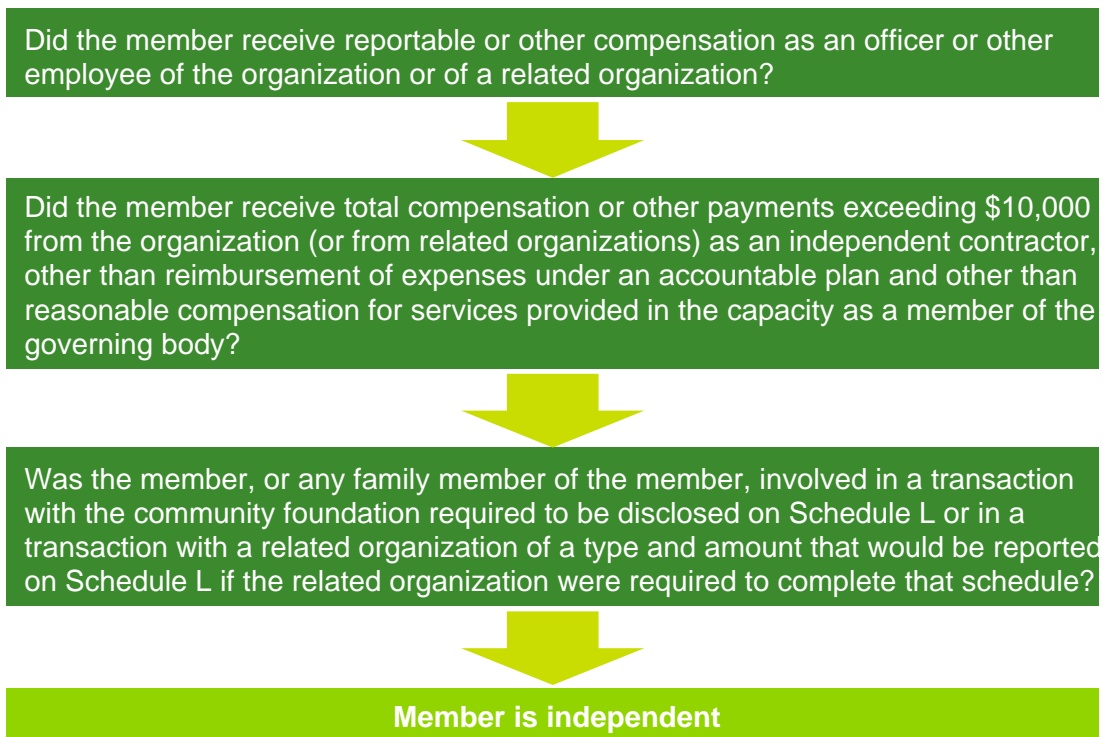 Did the member receive reportable or other compensation as an officer or other
employee of the organization or of a related organization?
Did the member receive total compensation or other payments exceeding $10,000
from the organization (or from related organizations) as an independent contractor,
other than reimbursement of expenses under an accountable plan and other than
reasonable compensation for services provided in the capacity as a member of the
governing body?
Was the member, or any family member of the member, involved in a transaction
with the community foundation required to be disclosed on Schedule L or in a
transaction with a related organization of a type and amount that would be reported
on Schedule L if the related organization were required to complete that schedule?
Member is independent